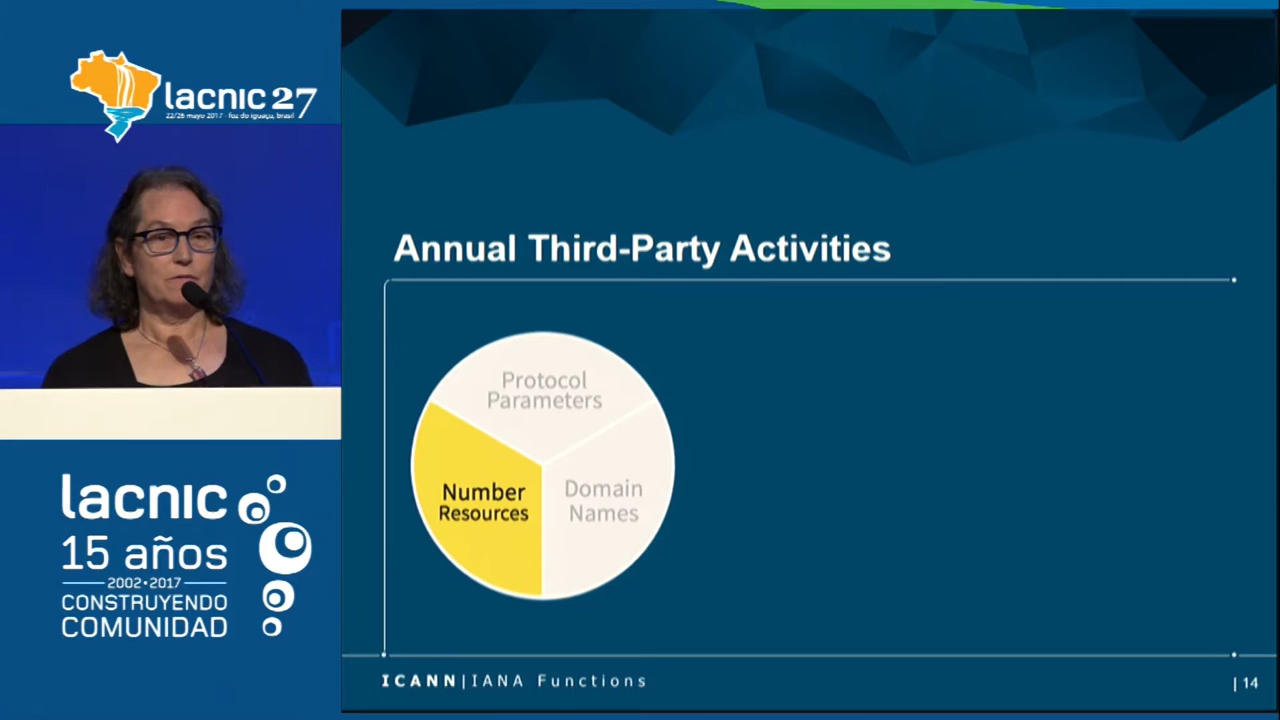 lacnic 27
22/26 mayo 2017 - foz do iguaçu, brasil
lacnic
15 años
2002•2017
CONSTRUYENDO
COMUNIDAD
Annual Third-Party Activities
Protocol
Parameters
Number
Resources
Domain
Names
ICANN|IANA Functions
| 14